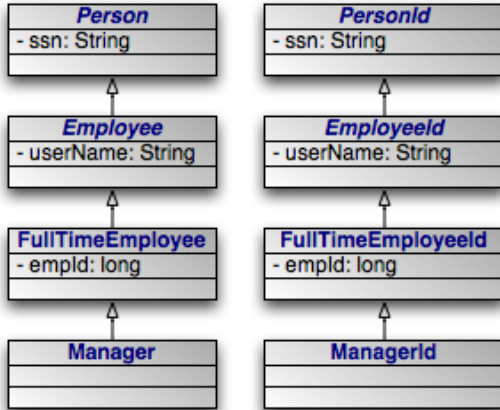 Person
- ssn: String
Employee
- userName: String
FullTimeEmployee
- empId: long
Manager
PersonId
- ssn: String
EmployeeId
- userName: String
FullTimeEmployeeId
- empId: long
ManagerId